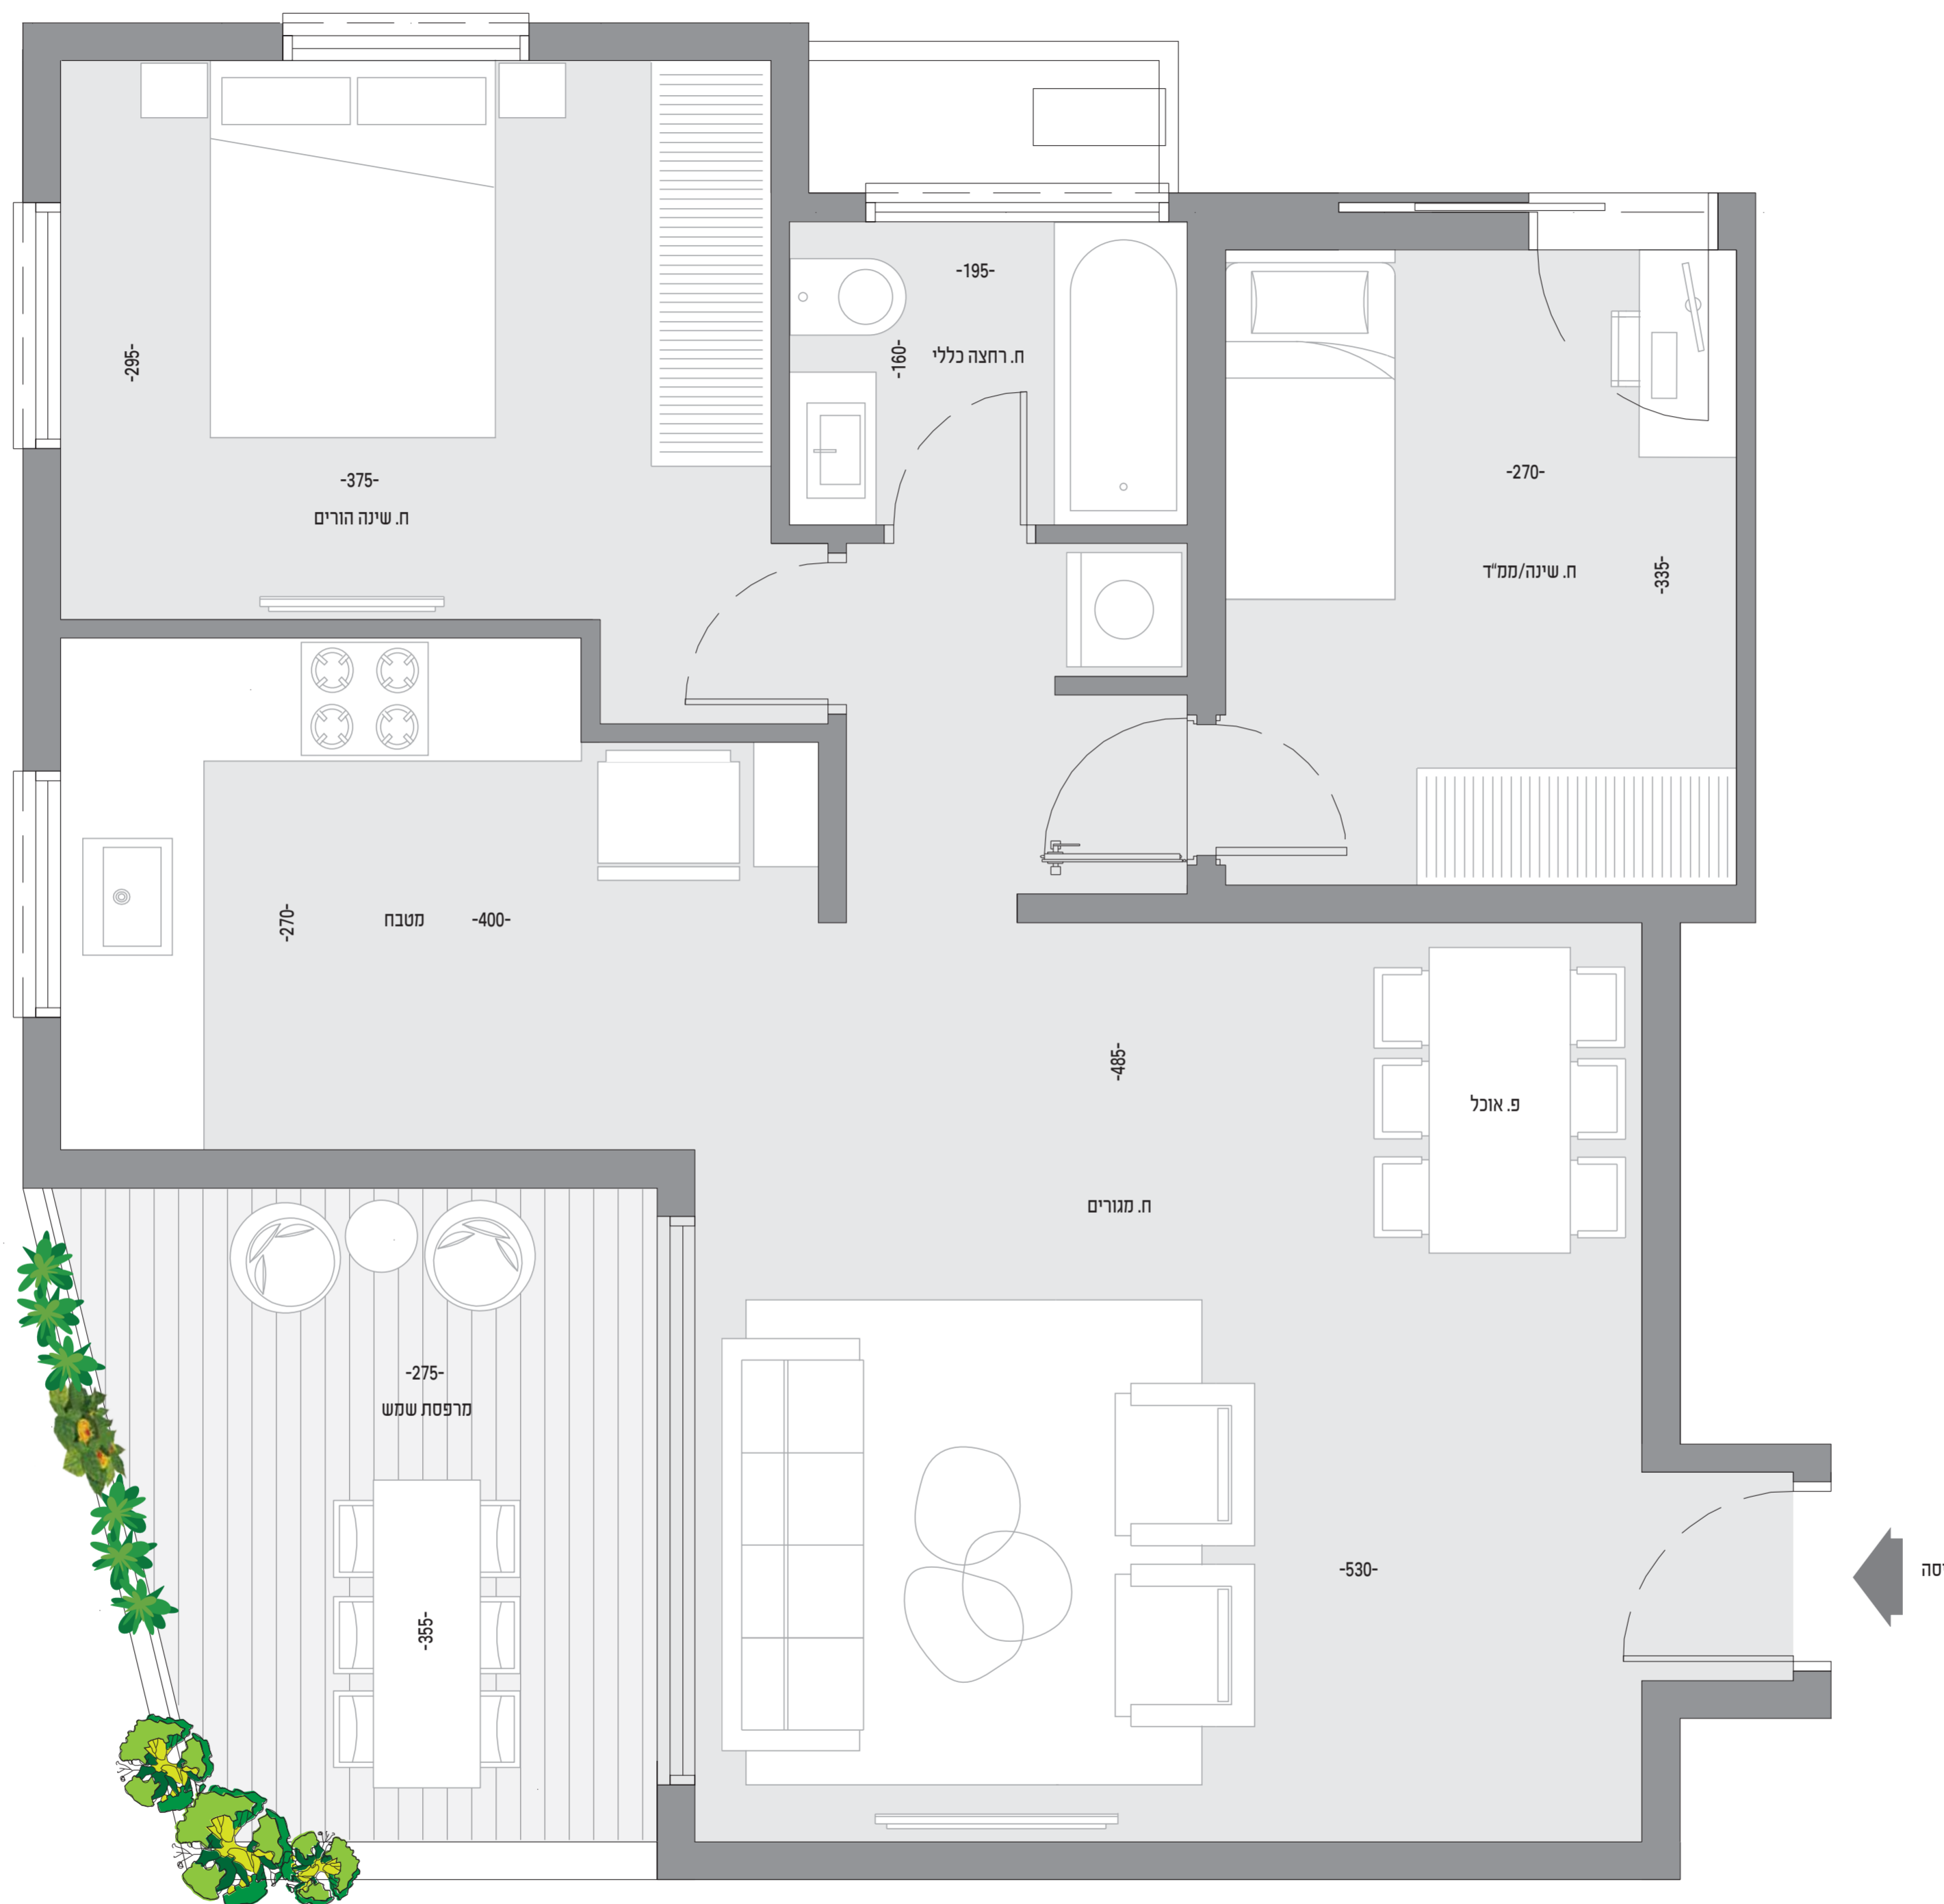 -195-
-160-
ח. רחצה כללי
-295-
-375-
ח. שינה הורים
-270-
ח. שינה/ממ"ד
-335-
-270-
מטבח
-400-
-485-
פ. אוכל
ח. מגורים
-275-
מרפסת שמש
-355-
-530-